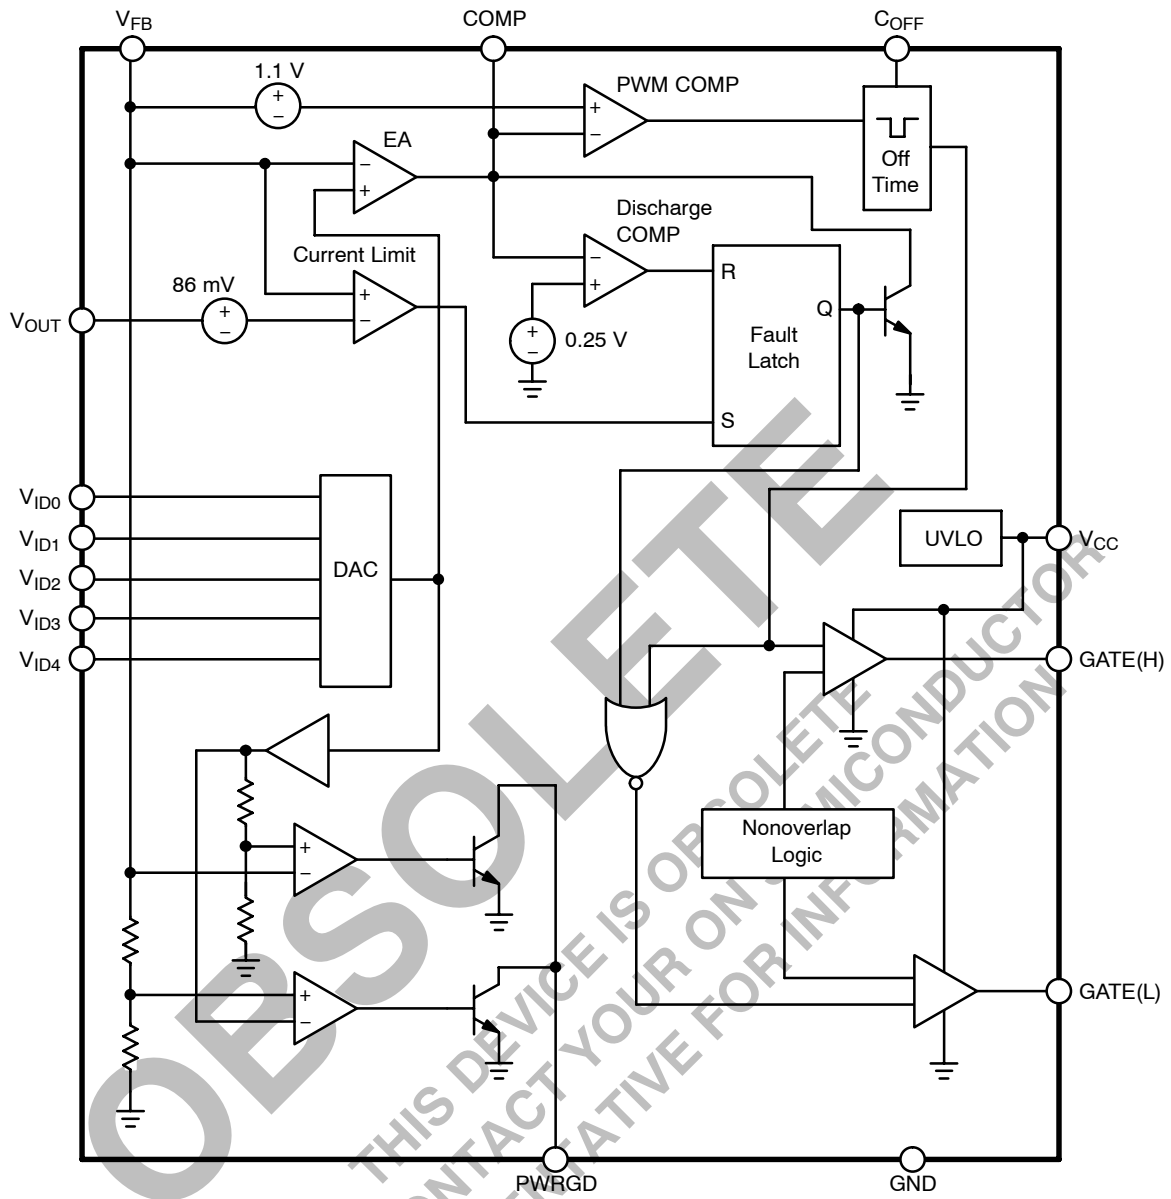 VFB
COMP
COFF
1.1 V
+
−
PWM COMP
+
−
EA
−
+
Off
Time
Discharge
COMP
−
+
Current Limit
+
−
86 mV
+
−
VOUT
R
Q
Fault
Latch
S
+
−
0.25 V
VID0
VID1
VID2
VID3
VID4
DAC
UVLO
VCC
GATE(H)
Nonoverlap
Logic
+
−
+
−
GATE(L)
PWRGD
GND
OBSOLETE
THIS DEVICE IS OBSOLETE
CONTACT YOUR ON SEMICONDUCTOR
FOR INFORMATION